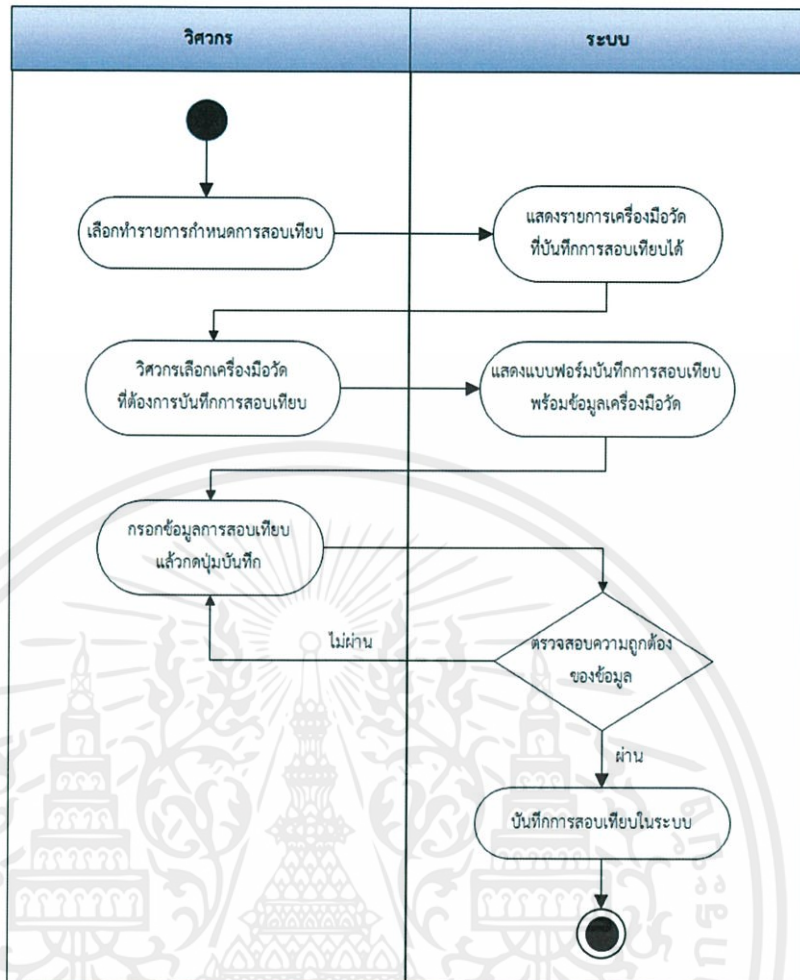 วิศวกร
ระบบ
เลือกทำรายการกำหนดการสอบเทียบ
แสดงรายการเครื่องมือวัด
ที่บันทึกการสอบเทียบได้
วิศวกรเลือกเครื่องมือวัด
ที่ต้องการบันทึกการสอบเทียบ
แสดงแบบฟอร์มบันทึกการสอบเทียบ
พร้อมข้อมูลเครื่องมือวัด
กรอกข้อมูลการสอบเทียบ
แล้วกดปุ่มบันทึก
ไม่ผ่าน
ตรวจสอบความถูกต้อง
ของข้อมูล
ผ่าน
บันทึกการสอบเทียบในระบบ